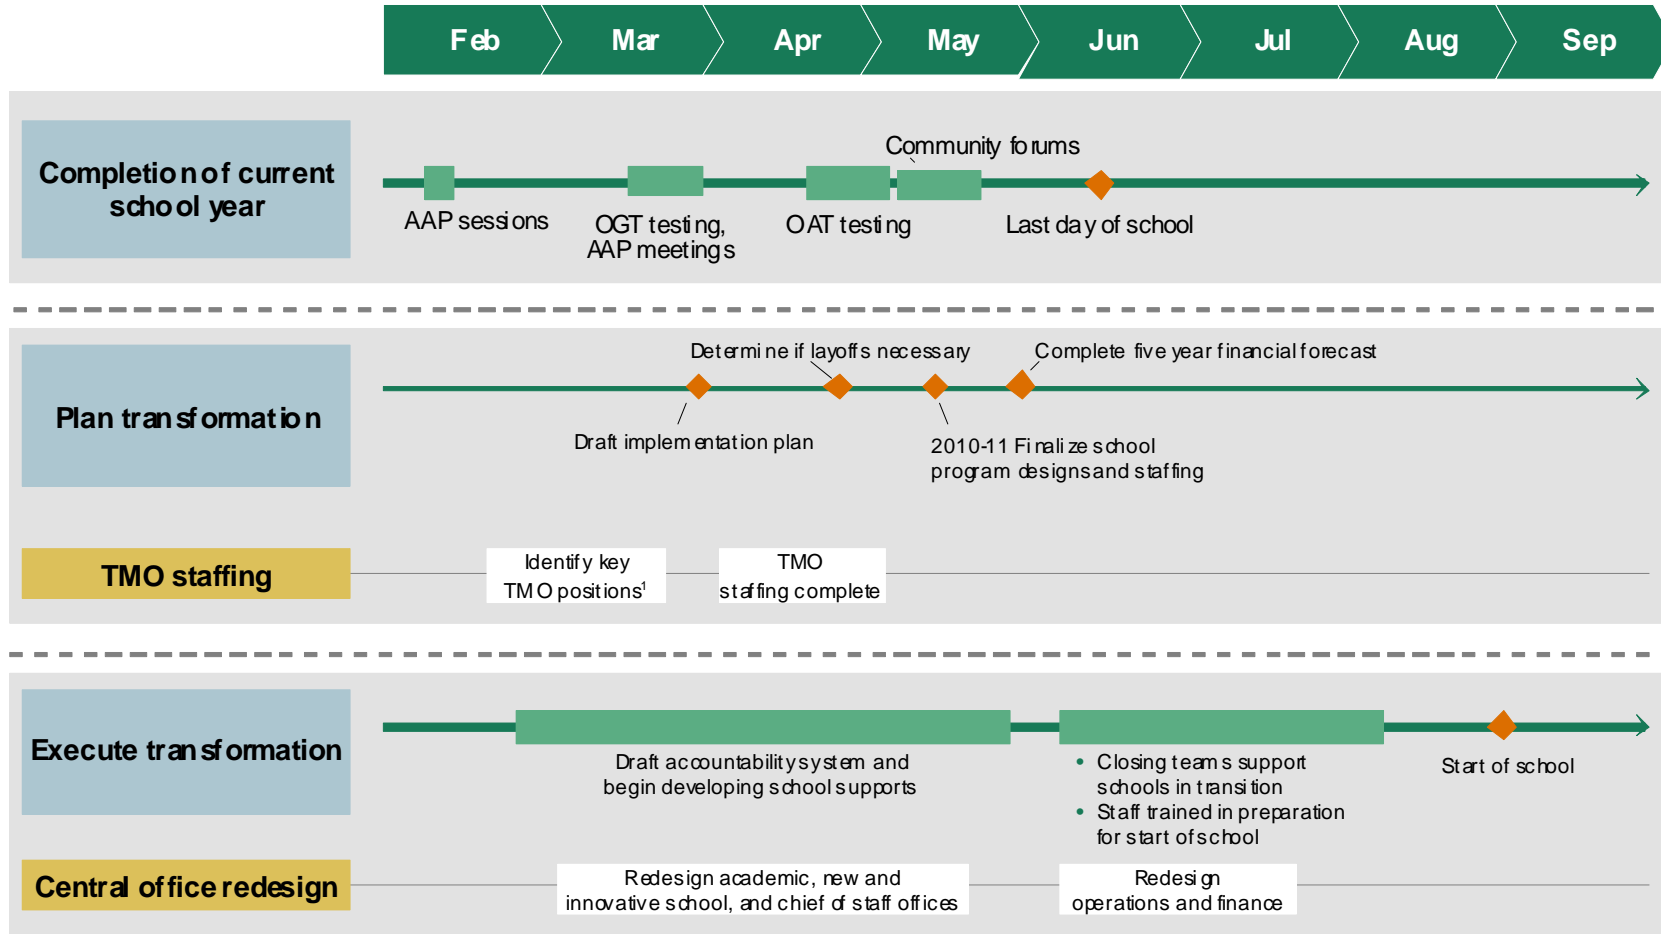 Feb Mar Apr May Jun Jul Aug Sep
Completion of current
school year
Community forums
AAP sessions
OGT testing,
AAP meetings
OAT testing
Last day of school
Plan transformation
Determine if layoffs necessary
Complete five year financial forecast
Draft implementation plan
2010-11 Finalize school
program designs and staffing
TMO staffing
Identify key
TMO positions¹
TMO
staffing complete
Execute transformation
Draft accountability system and
begin developing school supports
• Closing teams support
schools in transition
• Staff trained in preparation
for start of school
Start of school
Central office redesign
Redesign academic, new and
innovative school, and chief of staff offices
Redesign
operations and finance